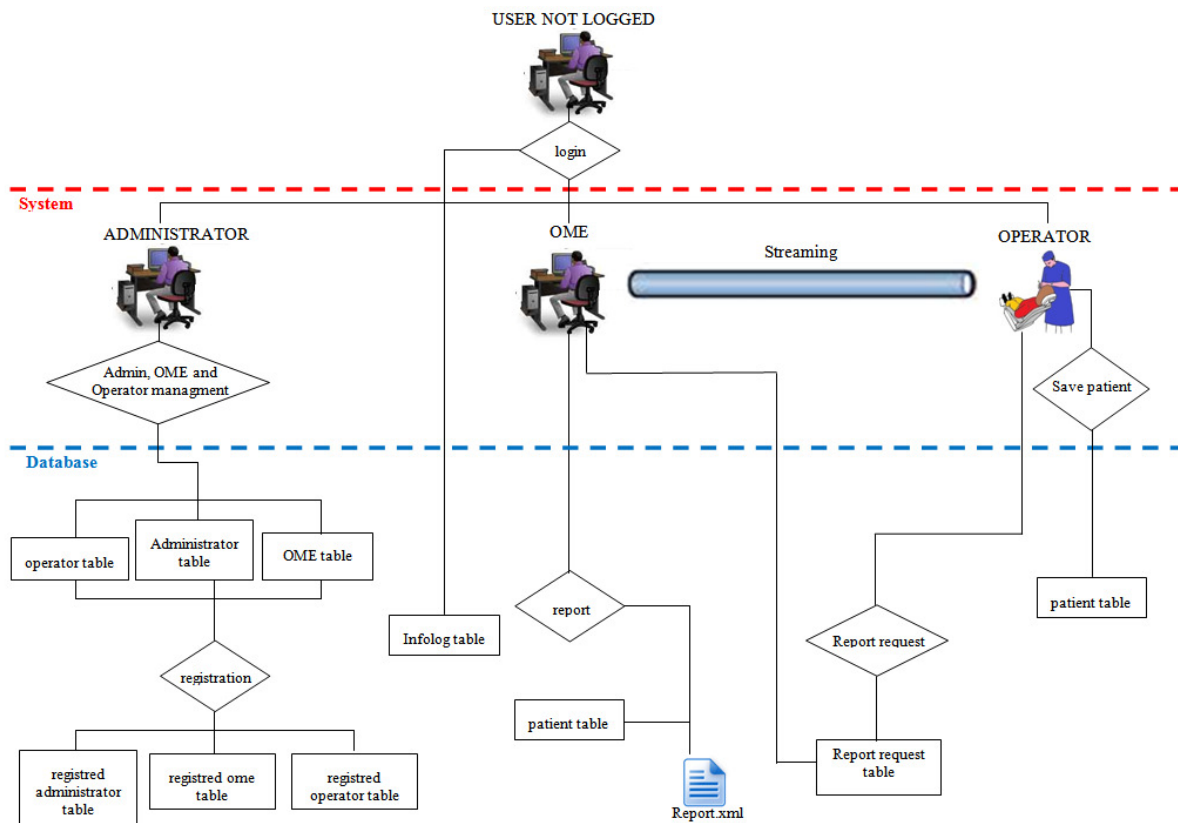 USER NOT LOGGED
login
System
ADMINISTRATOR
OME
Streaming
OPERATOR
Admin, OME and
Operator managment
Save patient
Database
operator table
Administrator
table
OME table
report
patient table
Infolog table
Report request
registration
patient table
registred
administrator
table
registred ome
table
registred
operator table
Report request
table
Report.xml